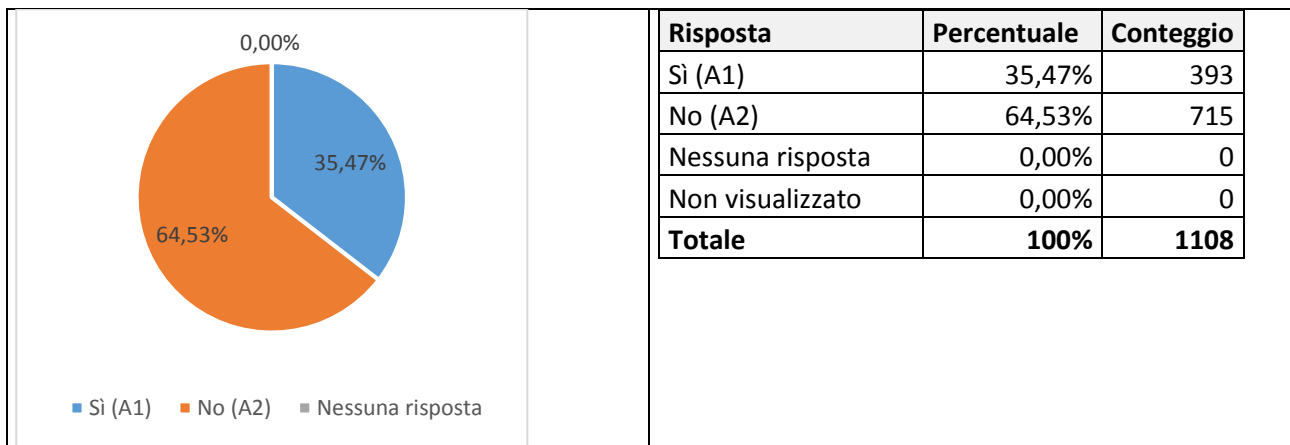 0,00%
35,47%
64,53%
Sì (A1) No (A2) Nessuna risposta
Risposta Percentuale Conteggio
Sì (A1) 35,47% 393
No (A2) 64,53% 715
Nessuna risposta 0,00% 0
Non visualizzato 0,00% 0
Totale 100% 1108